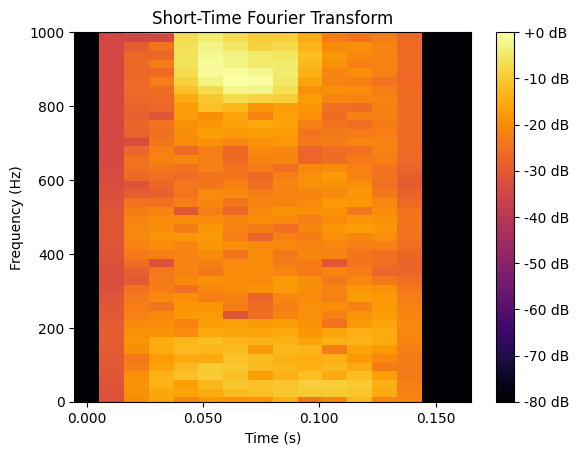 Short-Time Fourier Transform
1000
800
600
400
200
0
Frequency (Hz)
0.000
0.050
0.100
0.150
Time (s)
+0 dB
-10 dB
-20 dB
-30 dB
-40 dB
-50 dB
-60 dB
-70 dB
-80 dB